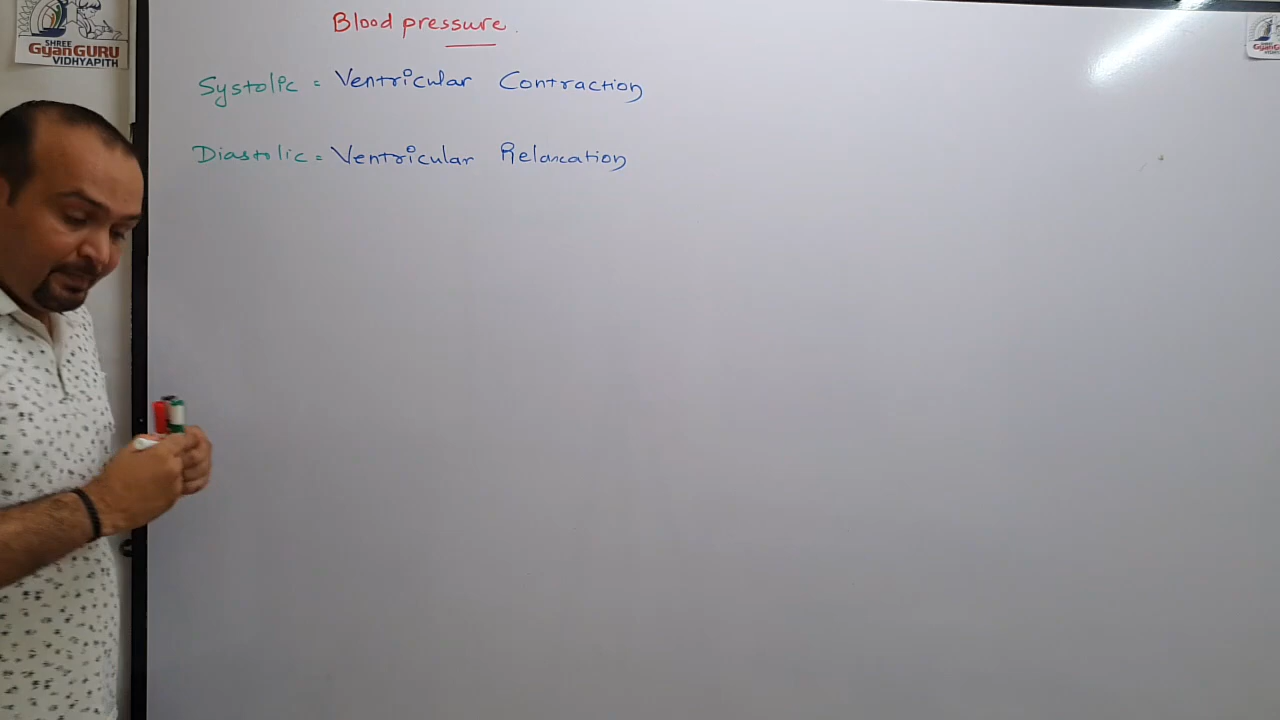 SHREE
GyanGURU
VIDHYAPITH
Blood pressure.
Systolic = Ventricular Contraction
Diastolic = Ventricular Relaxation